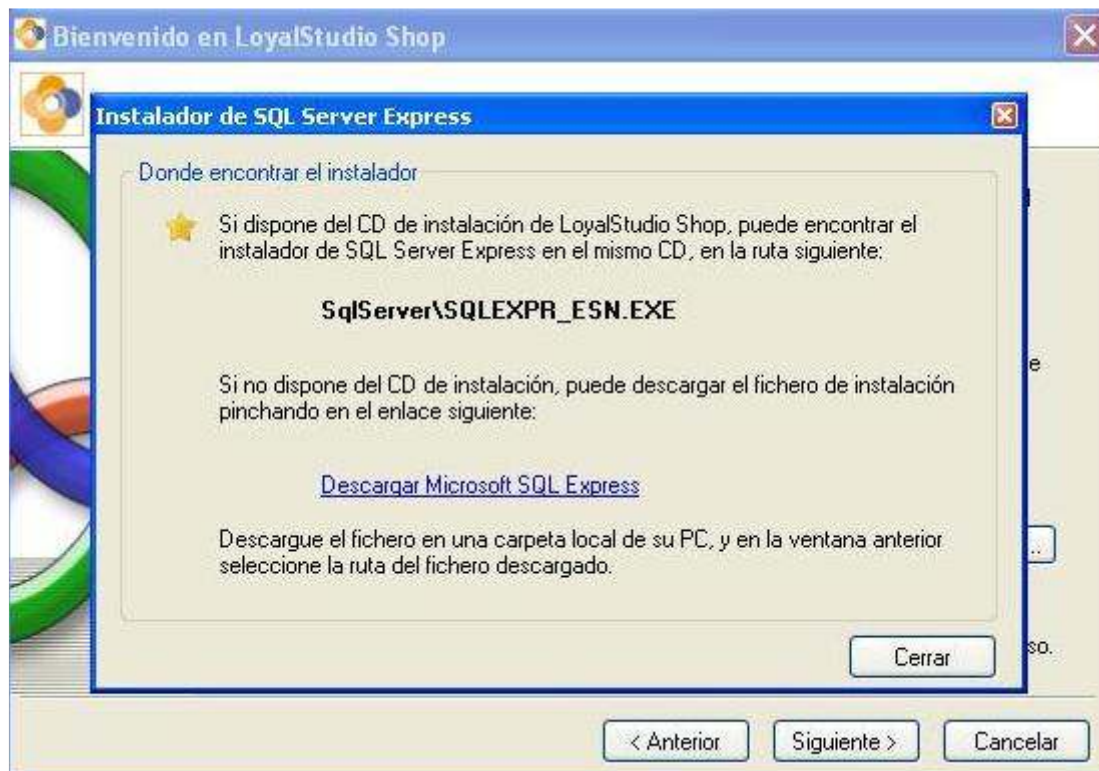 Bienvenido en LoyalStudio Shop
Instalador de SQL Server Express
Donde encontrar el instalador
Si dispone del CD de instalación de LoyalStudio Shop, puede encontrar el
instalador de SQL Server Express en el mismo CD, en la ruta siguiente:
SqlServer\SQLEXPR_ESN.EXE
Si no dispone del CD de instalación, puede descargar el fichero de instalación
pinchando en el enlace siguiente:
e
Descargar Microsoft SQL Express
Descargue el fichero en una carpeta local de su PC, y en la ventana anterior
seleccione la ruta del fichero descargado.
..
Cerrar
so.
< Anterior
Siguiente >
Cancelar